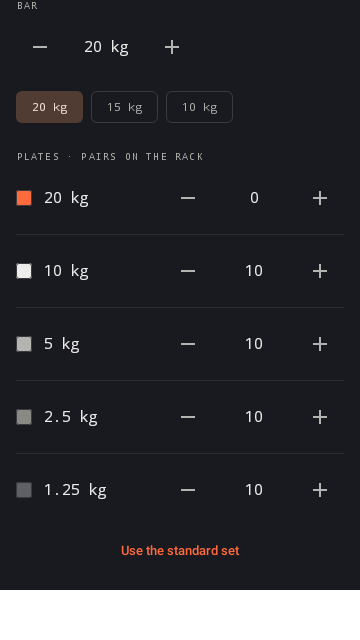 BAR
— 20 kg +
20 kg 15 kg 10 kg
PLATES · PAIRS ON THE RACK
20 kg — 0 +
10 kg — 10 +
5 kg — 10 +
2.5 kg — 10 +
1.25 kg — 10 +
Use the standard set